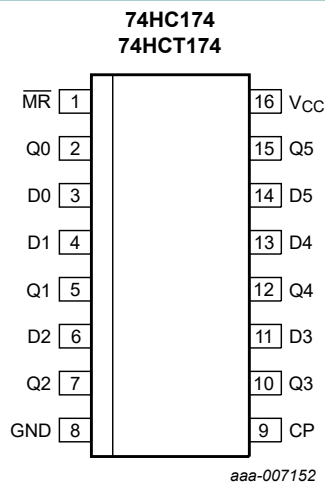 74HC174
74HCT174
MR 1 16 VCC
Q0 2 15 Q5
D0 3 14 D5
D1 4 13 D4
Q1 5 12 Q4
D2 6 11 D3
Q2 7 10 Q3
GND 8 9 CP
aaa-007152